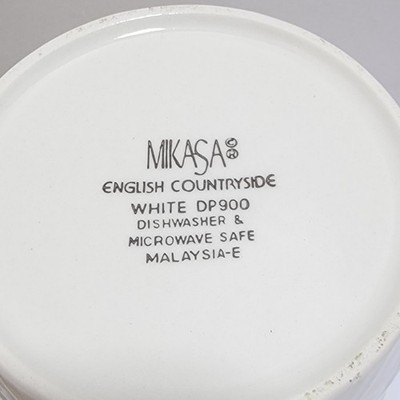 MIKASA © ®
ENGLISH COUNTRYSIDE
WHITE DP900
DISHWASHER &
MICROWAVE SAFE
MALAYSIA-E